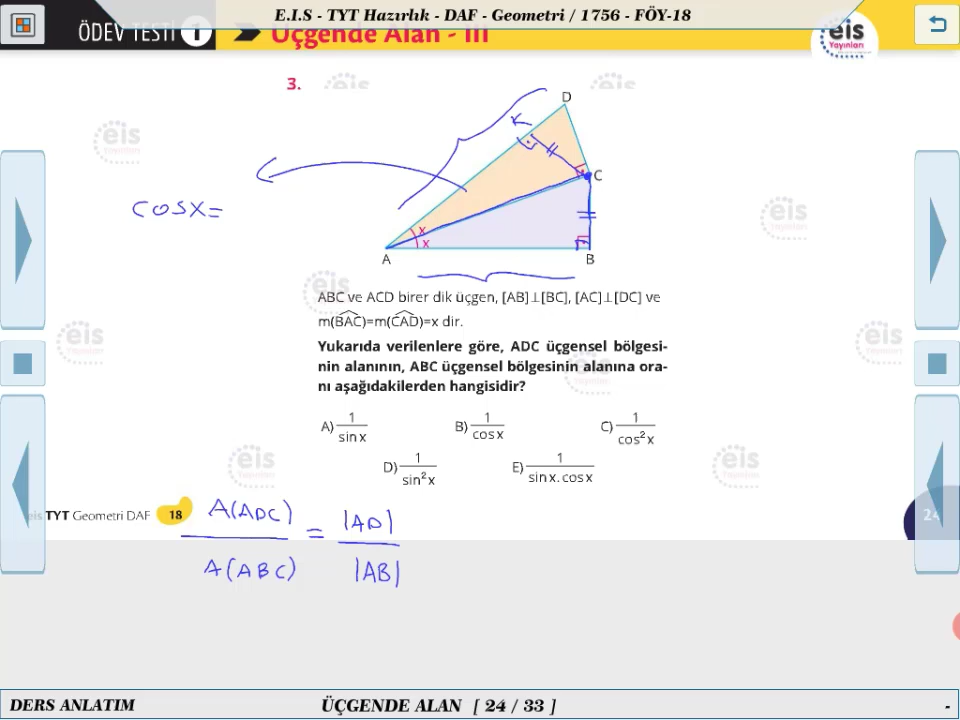 E.I.S - TYT Hazırlık - DAF - Geometri / 1756 - FÖY-18
ÖDEV TESTİ 1
Üçgende Alan - III
eis
Yayınları
3.
D
C
x
x
A
B
COSX=
ABC ve ACD birer dik üçgen, [AB]⊥[BC], [AC]⊥[DC] ve
m(BAC)=m(CAD)=x dir.
Yukarıda verilenlere göre, ADC üçgensel bölgesi-
nin alanının, ABC üçgensel bölgesinin alanına ora-
nı aşağıdakilerden hangisidir?
A) 1/sinx B) 1/cosx C) 1/cos²x
D) 1/sin²x E) 1/sinx.cosx
eis TYT Geometri DAF 18
24
A(ADC)/A(ABC) = |AD|/|AB|
DERS ANLATIM ÜÇGENDE ALAN [ 24 / 33 ] -